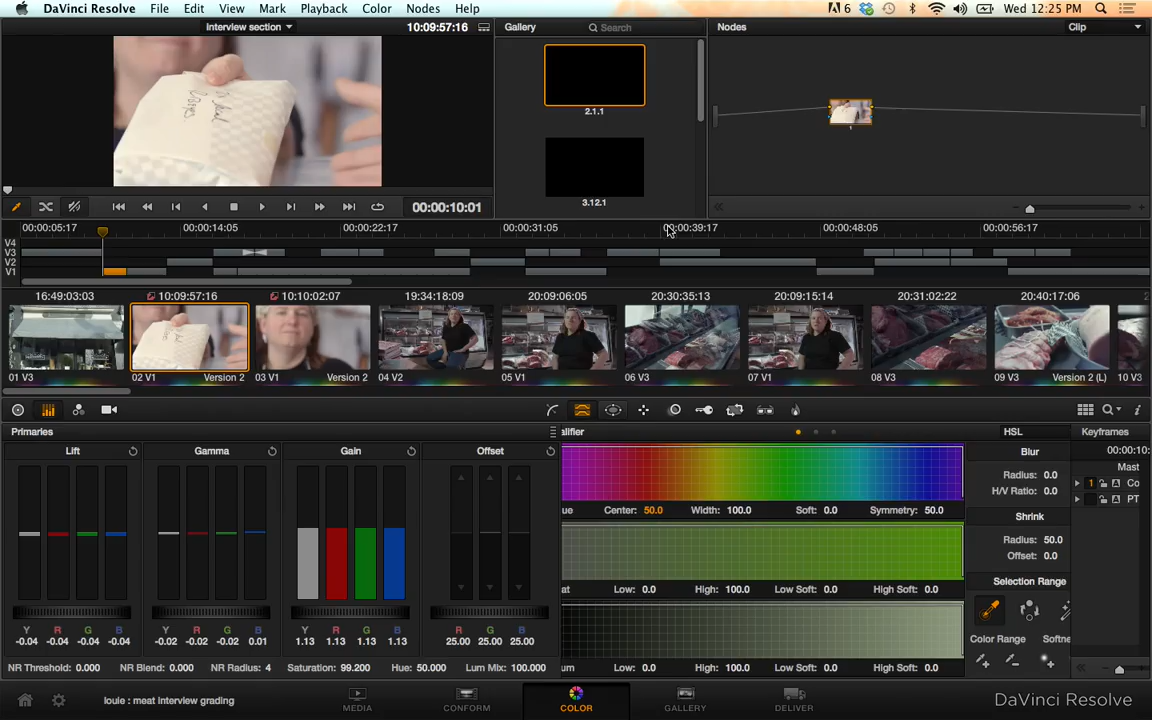 DaVinci Resolve File Edit View Mark Playback Color Nodes Help 6 Wed 12:25 PM
Interview section 10:09:57:16 Gallery Search Nodes Clip
2.1.1
3.12.1
00:00:10:01
00:00:05:17 00:00:14:05 00:00:22:17 00:00:31:05 00:00:39:17 00:00:48:05 00:00:56:17
V4
V3
V2
V1
16:49:03:03 10:09:57:16 10:10:02:07 19:34:18:09 20:09:06:05 20:30:35:13 20:09:15:14 20:31:02:22 20:40:17:06
01 V3 02 V1 Version 2 03 V1 Version 2 04 V2 05 V1 06 V3 07 V1 08 V3 09 V3 Version 2 (L) 10 V3
Primaries alifier HSL Keyframes
Lift Gamma Gain Offset Blur 00:00:10:
Mast
Radius: 0.0
1 Co
H/V Ratio: 0.0
PT
ue Center: 50.0 Width: 100.0 Soft: 0.0 Symmetry: 50.0
Shrink
Radius: 50.0
Offset: 0.0
Selection Range
at Low: 0.0 High: 100.0 Low Soft: 0.0 High Soft: 0.0
Y R G B Y R G B Y R G B R G B
-0.04 -0.04 -0.04 -0.04 -0.02 -0.02 -0.02 0.01 1.13 1.13 1.13 1.13 25.00 25.00 25.00
Color Range Softne
NR Threshold: 0.000 NR Blend: 0.000 NR Radius: 4 Saturation: 99.200 Hue: 50.000 Lum Mix: 100.000
um Low: 0.0 High: 100.0 Low Soft: 0.0 High Soft: 0.0
louie : meat interview grading MEDIA CONFORM COLOR GALLERY DELIVER DaVinci Resolve